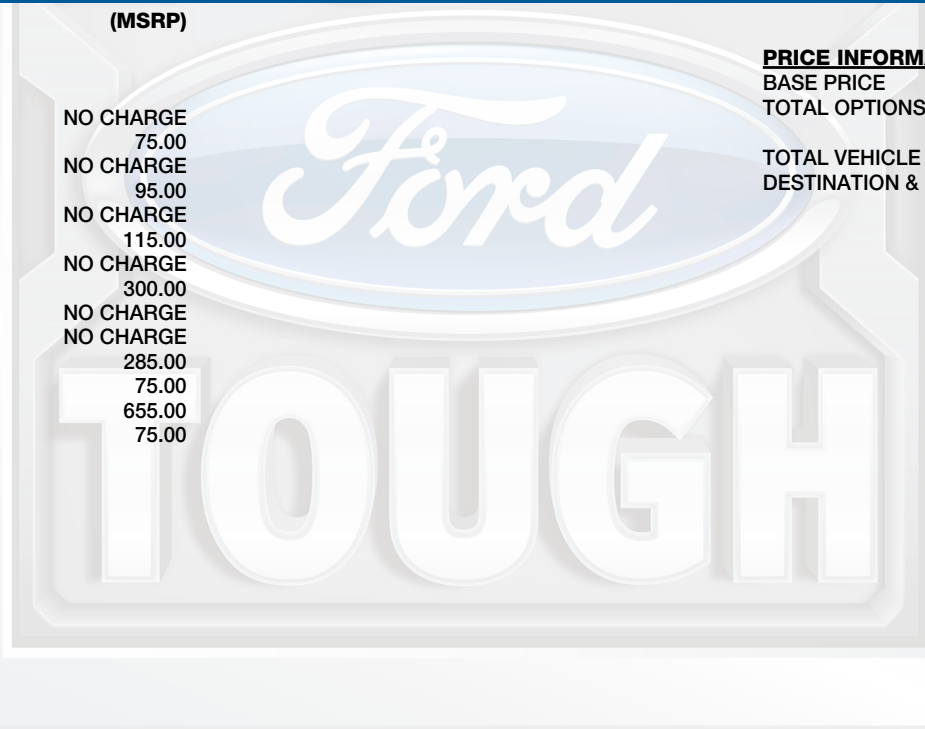 (MSRP)
NO CHARGE
75.00
NO CHARGE
95.00
NO CHARGE
115.00
NO CHARGE
300.00
NO CHARGE
NO CHARGE
285.00
75.00
655.00
75.00
PRICE INFORMA
BASE PRICE
TOTAL OPTIONS
TOTAL VEHICLE
DESTINATION &
Ford
TOUGH